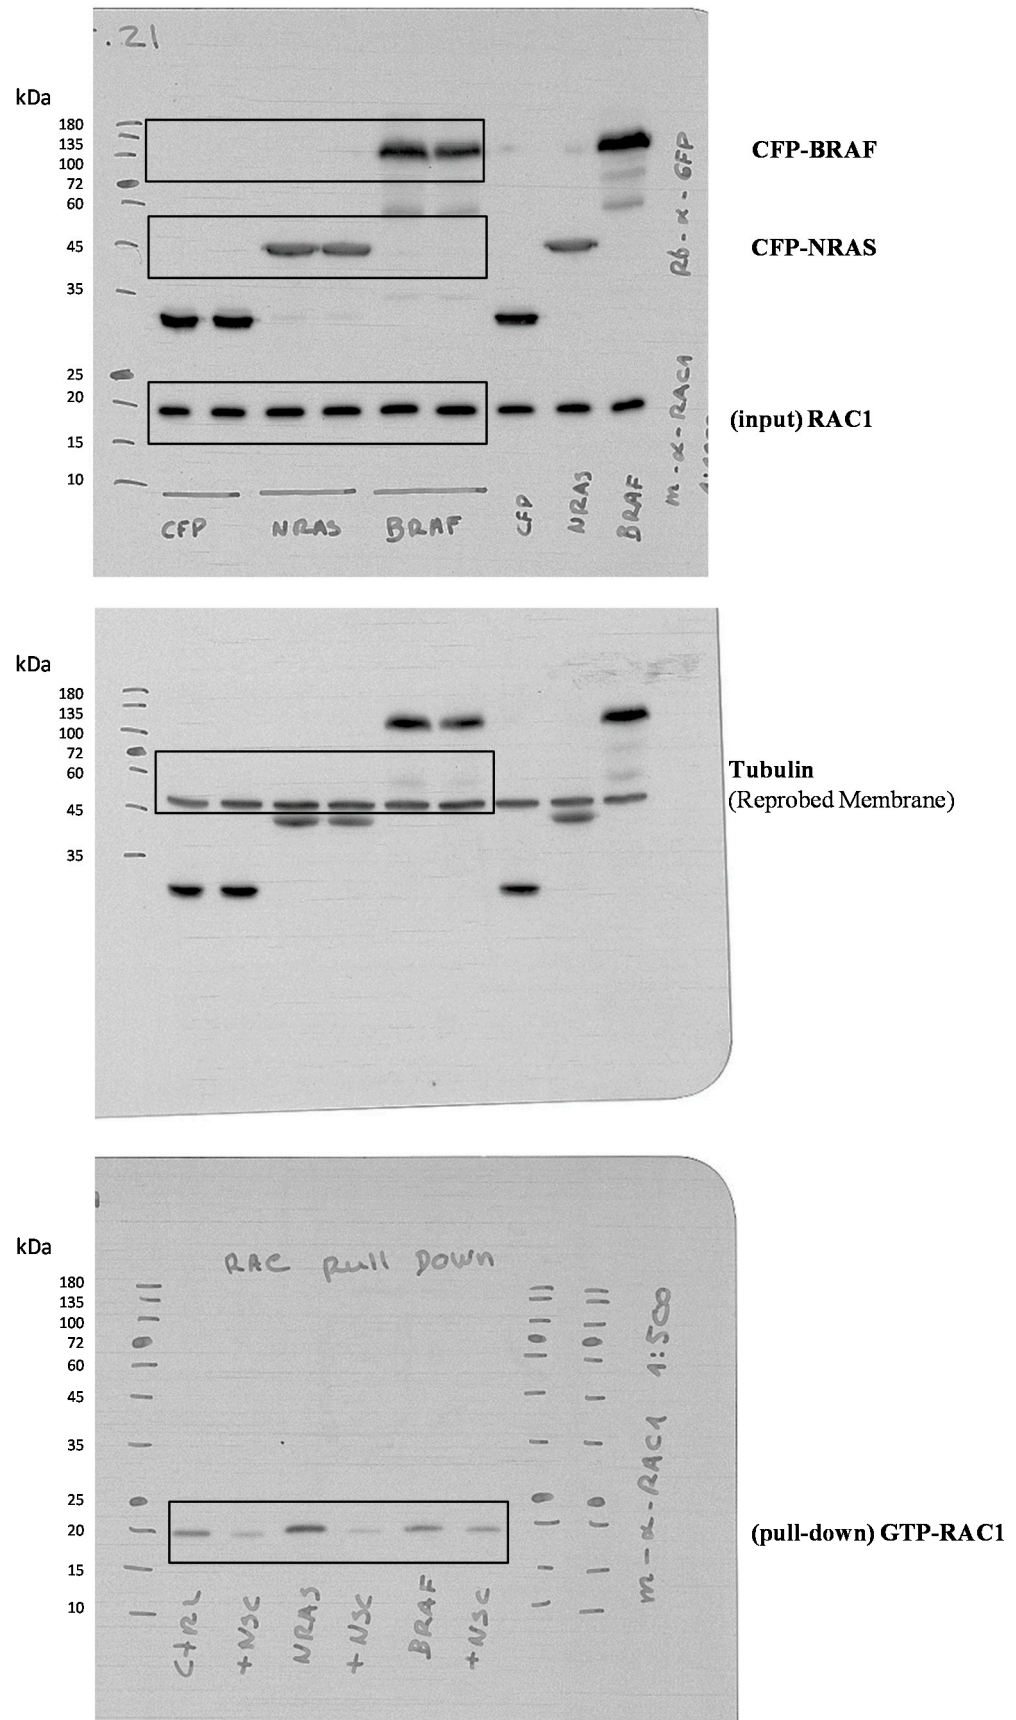 .21
kDa
180
135
100
72
60
45
35
25
20
15
10
CFP-BRAF
CFP-NRAS
(input) RAC1
Rb-α-GFP
m-α-RAC1
CFP
NRAS
BRAF
CFP
NRAS
BRAF
kDa
180
135
100
72
60
45
35
Tubulin
(Reprobed Membrane)
kDa
180
135
100
72
60
45
35
25
20
15
10
RAC pull DOWN
m-α-RAC1 1:500
(pull-down) GTP-RAC1
CTRL
+NSC
NRAS
+NSC
BRAF
+NSC